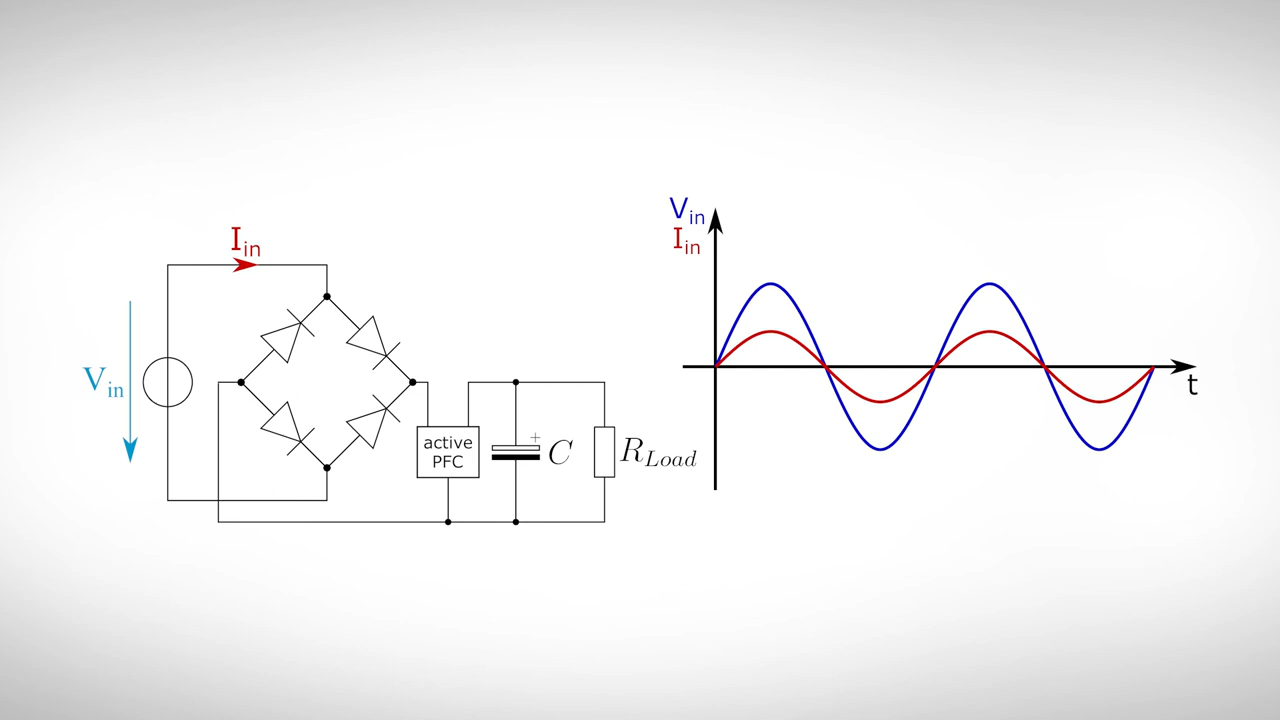 I_in
V_in
active
PFC
+
C
R_Load
V_in
I_in
t